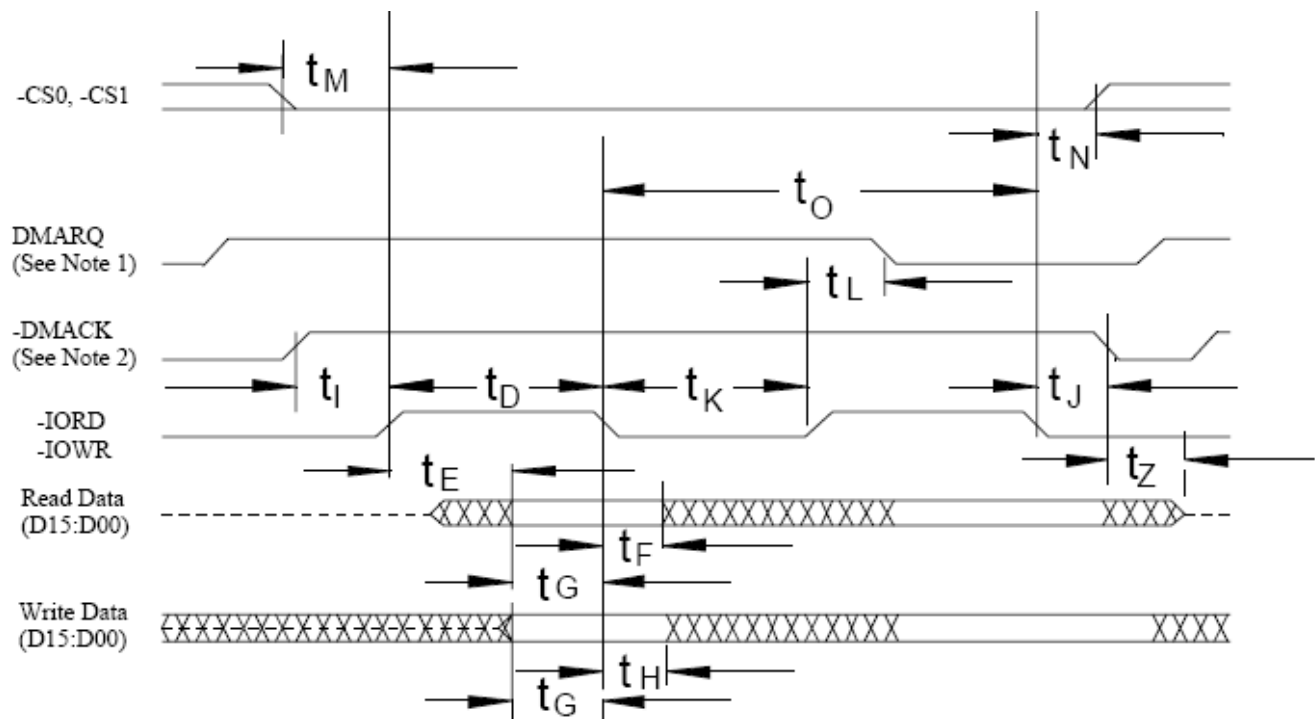 tM
-CS0, -CS1
tN
tO
DMARQ
(See Note 1)
tL
-DMACK
(See Note 2)
tI
tD
tK
tJ
-IORD
-IOWR
tE
tZ
Read Data
(D15:D00)
tF
tG
Write Data
(D15:D00)
tH
tG